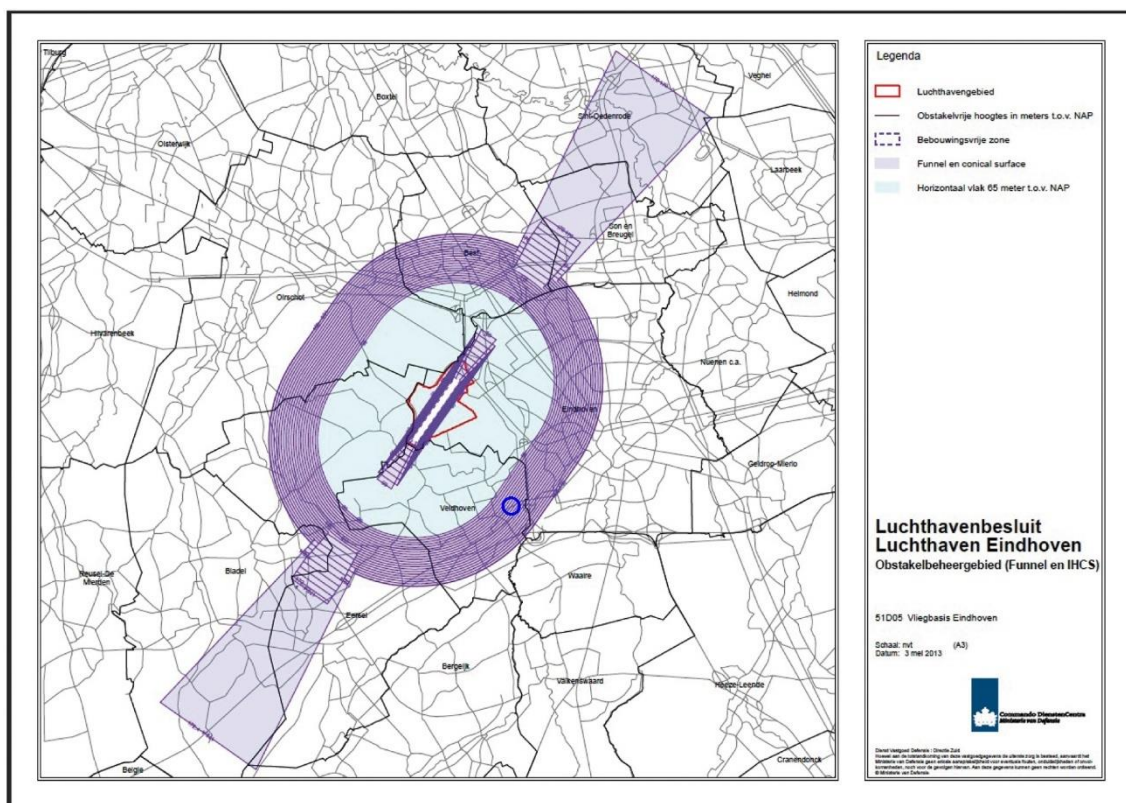 Tilburg
Veghel
Boxtel
Sint-Oedenrode
Oisterwijk
Laarbeek
Son en
Breugel
Best
Helmond
Oirschot
Hilvarenbeek
Nuenen c.a.
Eindhoven
Geldrop-Mierlo
Veldhoven
Reusel-De
Mierden
Bladel
Waalre
Eersel
Bergeijk
Valkenswaard
Heeze-Leende
België
Cranendonck
Legenda
Luchthavengebied
Obstakelvrije hoogtes in meters t.o.v. NAP
Bebouwingsvrije zone
Funnel en conical surface
Horizontaal vlak 65 meter t.o.v. NAP
Luchthavenbesluit
Luchthaven Eindhoven
Obstakelbeheergebied (Funnel en IHCS)
51D05 Vliegbasis Eindhoven
Schaal: nvt (A3)
Datum: 3 mei 2013
Commando DienstenCentra
Ministerie van Defensie
Dienst Vastgoed Defensie / Directie Zuid
© Ministerie van Defensie